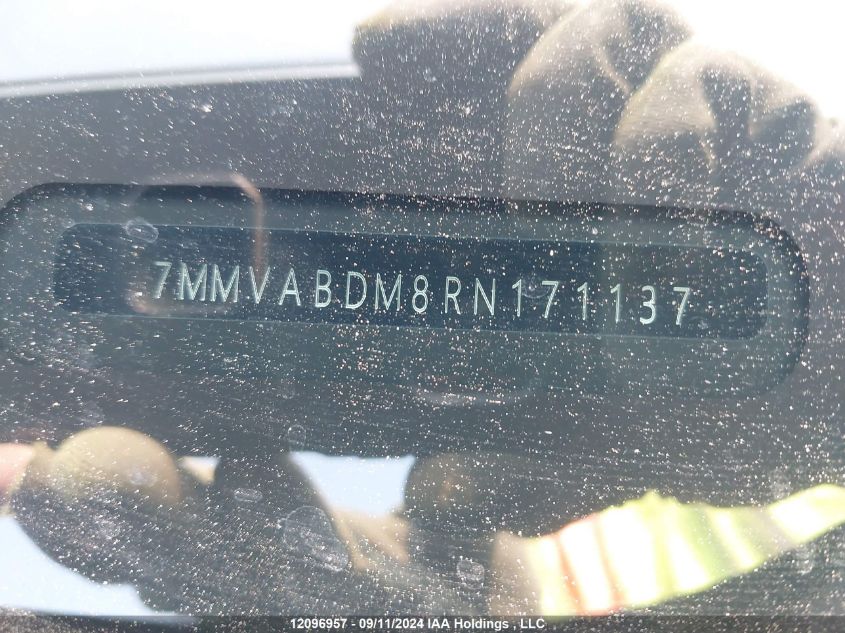 7MMVABDM8RN171137
12096957 - 09/11/2024 IAA Holdings , LLC